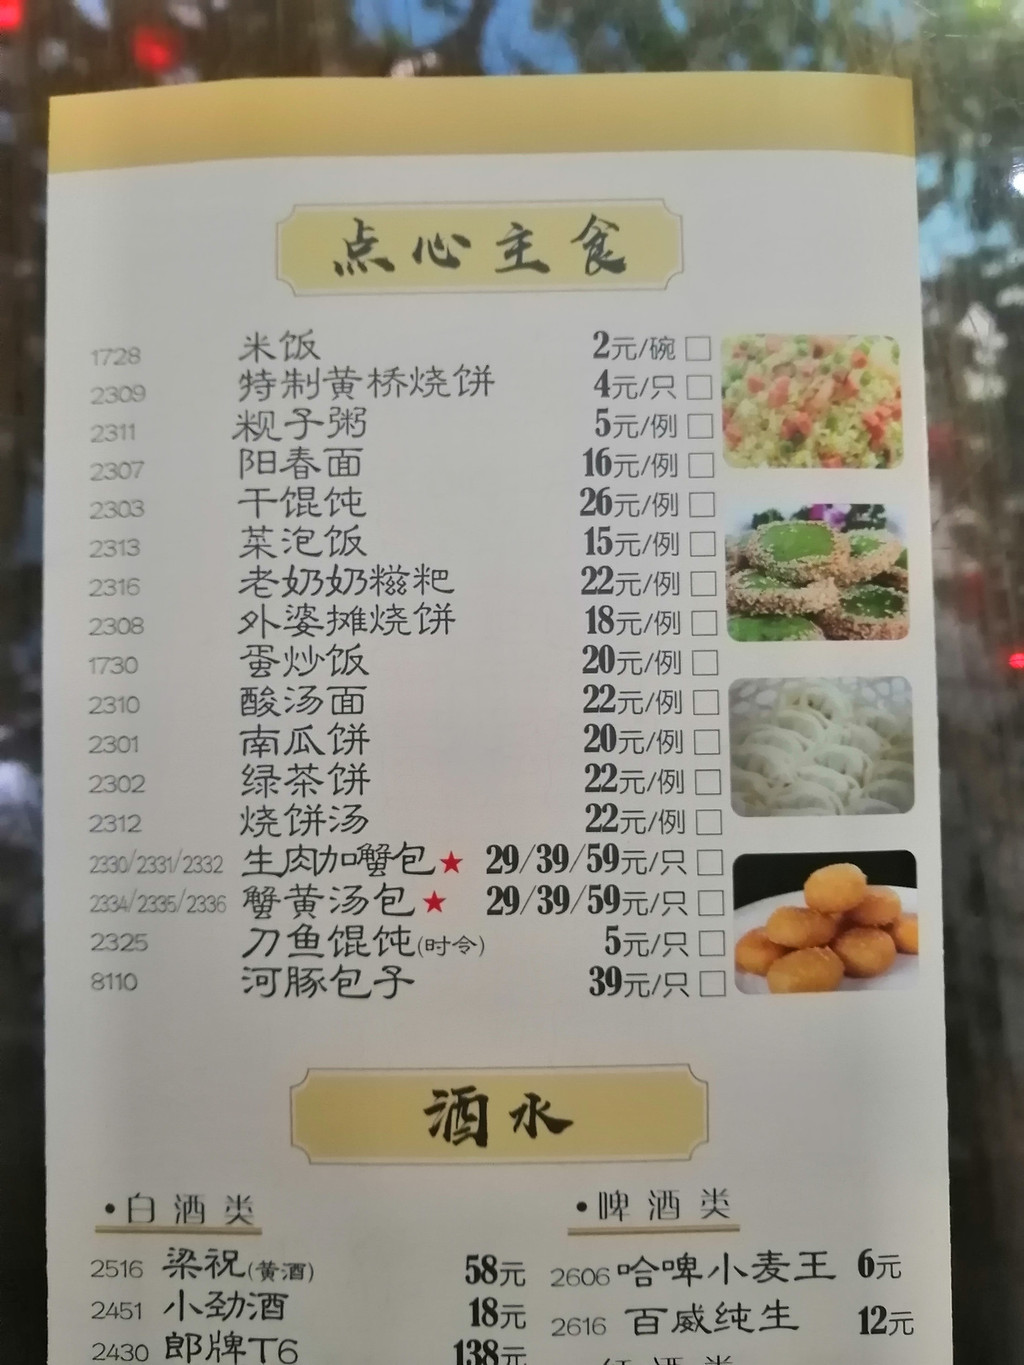 点心主食
1728 米饭 2元/碗
2309 特制黄桥烧饼 4元/只
2311 粯子粥 5元/例
2307 阳春面 16元/例
2303 干馄饨 26元/例
2313 菜泡饭 15元/例
2316 老奶奶糍粑 22元/例
2308 外婆摊烧饼 18元/例
1730 蛋炒饭 20元/例
2310 酸汤面 22元/例
2301 南瓜饼 20元/例
2302 绿茶饼 22元/例
2312 烧饼汤 22元/例
2330/2331/2332 生肉加蟹包★ 29/39/59元/只
2334/2335/2336 蟹黄汤包★ 29/39/59元/只
2325 刀鱼馄饨(时令) 5元/只
8110 河豚包子 39元/只
酒水
•白酒类
2516 梁祝(黄酒) 58元
2451 小劲酒 18元
2430 郎牌T6 138元
•啤酒类
2606 哈啤小麦王 6元
2616 百威纯生 12元